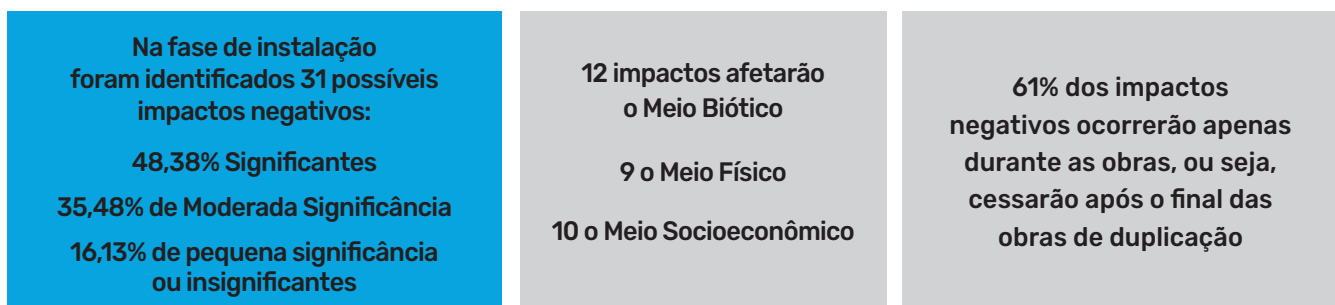 Na fase de instalação
foram identificados 31 possíveis
impactos negativos:
48,38% Significantes
35,48% de Moderada Significância
16,13% de pequena significância
ou insignificantes
12 impactos afetarão
o Meio Biótico
9 o Meio Físico
10 o Meio Socioeconômico
61% dos impactos
negativos ocorrerão apenas
durante as obras, ou seja,
cessarão após o final das
obras de duplicação